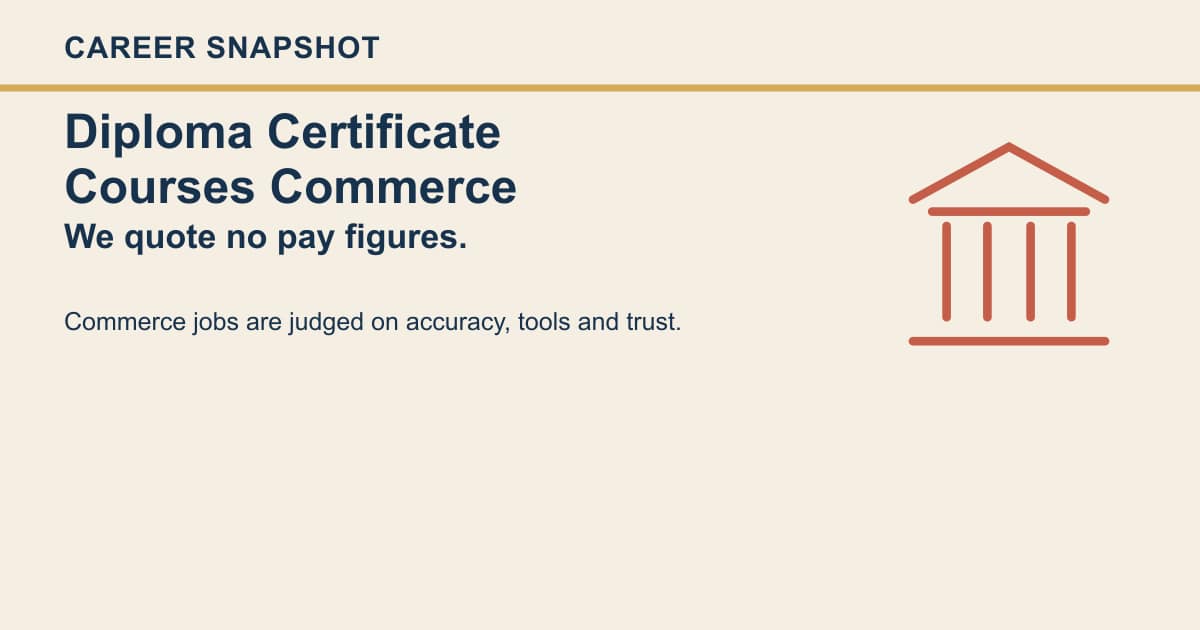 CAREER SNAPSHOT
Diploma Certificate
Courses Commerce
We quote no pay figures.
Commerce jobs are judged on accuracy, tools and trust.